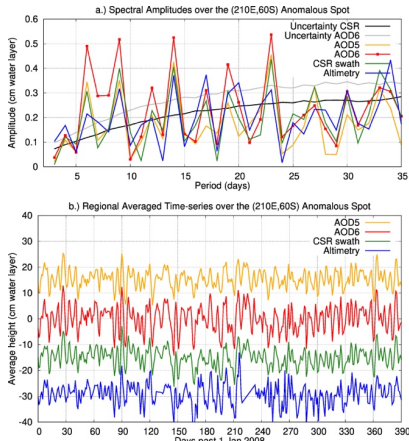 a.) Spectral Amplitudes over the (210E,60S) Anomalous Spot
0.6
0.5
0.4
0.3
0.2
0.1
0
Amplitude (cm water layer)
Uncertainty CSR
Uncertainty AOD6
AOD5
AOD6
CSR swath
Altimetry
5 10 15 20 25 30 35
Period (days)
b.) Regional Averaged Time-series over the (210E,60S) Anomalous Spot
40
30
20
10
0
-10
-20
-30
-40
Average height (cm water layer)
AOD5
AOD6
CSR swath
Altimetry
0 30 60 90 120 150 180 210 240 270 300 330 360 390
Days past 1 Jan 2008